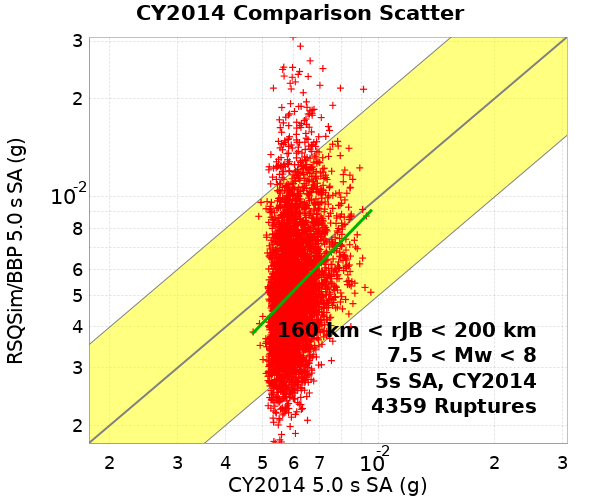 CY2014 Comparison Scatter
RSQSim/BBP 5.0 s SA (g)
3
2
10-2
8
6
5
4
3
2
160 km < rJB < 200 km
7.5 < Mw < 8
5s SA, CY2014
4359 Ruptures
2 3 4 5 6 7 10-2 2 3
CY2014 5.0 s SA (g)